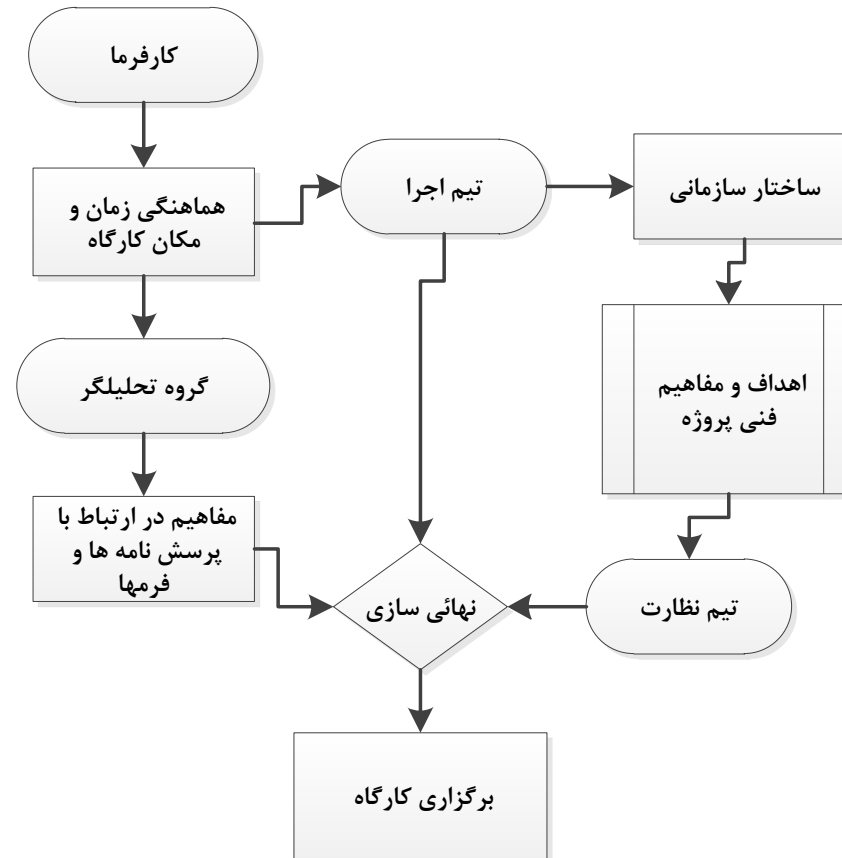 کارفرما
هماهنگی زمان و
مکان کارگاه
تیم اجرا
ساختار سازمانی
اهداف و مفاهیم
فنی پروژه
گروه تحلیلگر
مفاهیم در ارتباط با
پرسش نامه ها و
فرمها
نهائی سازی
تیم نظارت
برگزاری کارگاه